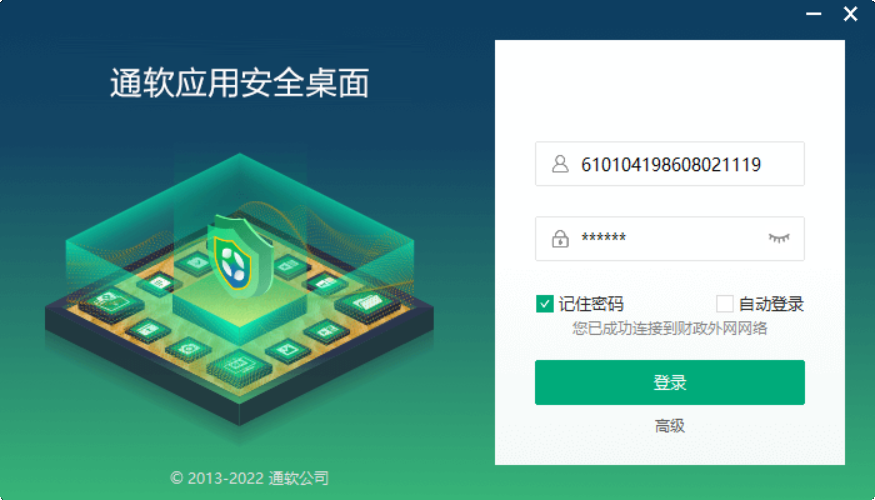 通软应用安全桌面
610104198608021119
******
记住密码 自动登录
您已成功连接到财政外网网络
登录
高级
© 2013-2022 通软公司